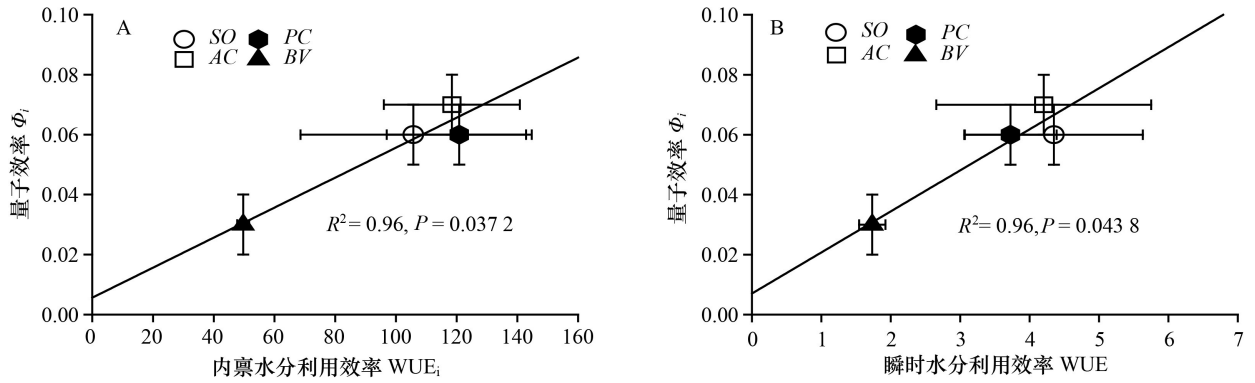 A
SO PC
AC BV
0.10
0.08
0.06
0.04
0.02
0.00
量子效率 Φi
R² = 0.96, P = 0.037 2
0 20 40 60 80 100 120 140 160
内禀水分利用效率 WUEi
B
SO PC
AC BV
0.10
0.08
0.06
0.04
0.02
0.00
量子效率 Φi
R² = 0.96, P = 0.043 8
0 1 2 3 4 5 6 7
瞬时水分利用效率 WUE